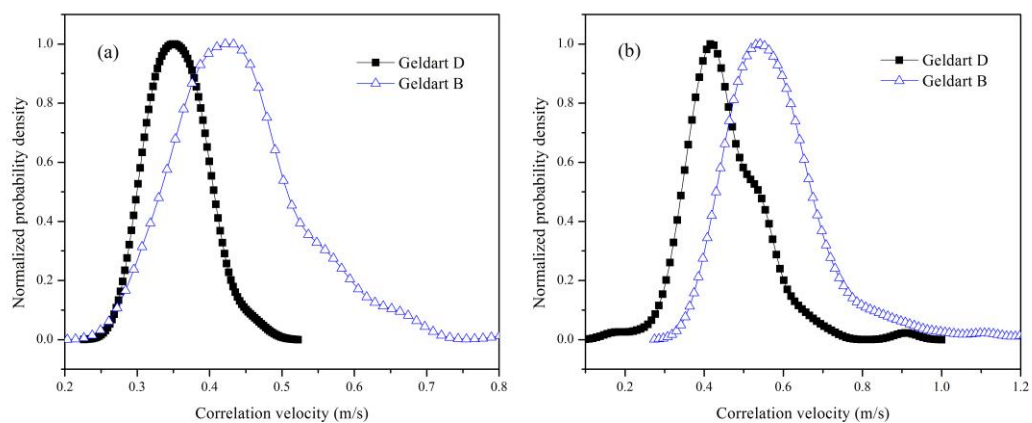 (a)
Geldart D
Geldart B
Normalized probability density
1.0
0.8
0.6
0.4
0.2
0.0
0.2 0.3 0.4 0.5 0.6 0.7 0.8
Correlation velocity (m/s)
(b)
Geldart D
Geldart B
Normalized probability density
1.0
0.8
0.6
0.4
0.2
0.0
0.2 0.4 0.6 0.8 1.0 1.2
Correlation velocity (m/s)